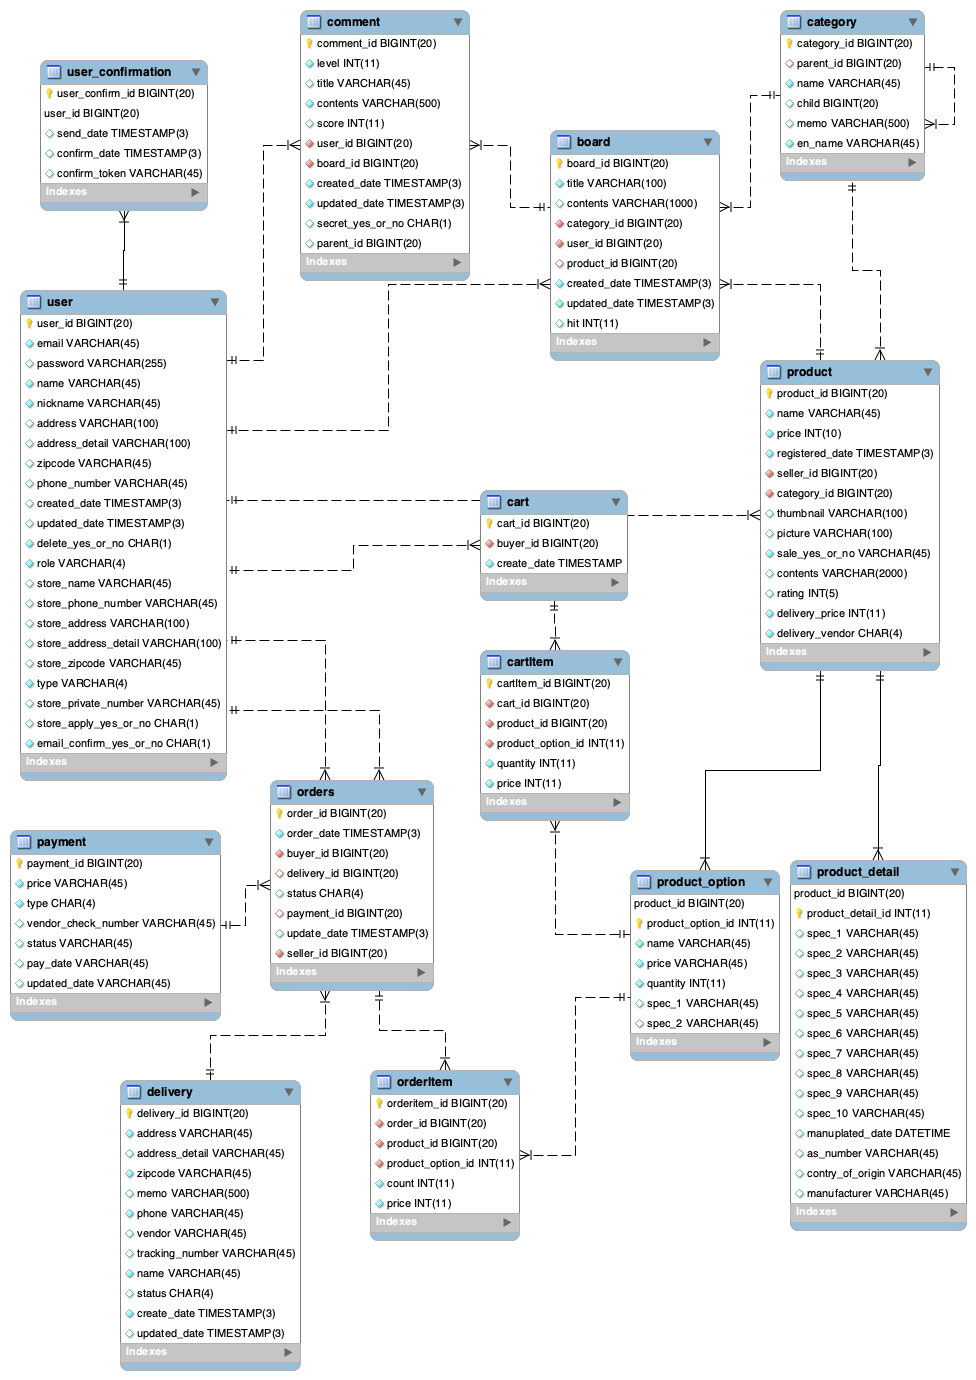 comment
comment_id BIGINT(20)
level INT(11)
title VARCHAR(45)
contents VARCHAR(500)
score INT(11)
user_id BIGINT(20)
board_id BIGINT(20)
created_date TIMESTAMP(3)
updated_date TIMESTAMP(3)
secret_yes_or_no CHAR(1)
parent_id BIGINT(20)
Indexes
category
category_id BIGINT(20)
parent_id BIGINT(20)
name VARCHAR(45)
child BIGINT(20)
memo VARCHAR(500)
en_name VARCHAR(45)
Indexes
user_confirmation
user_confirm_id BIGINT(20)
user_id BIGINT(20)
send_date TIMESTAMP(3)
confirm_date TIMESTAMP(3)
confirm_token VARCHAR(45)
Indexes
board
board_id BIGINT(20)
title VARCHAR(100)
contents VARCHAR(1000)
category_id BIGINT(20)
user_id BIGINT(20)
product_id BIGINT(20)
created_date TIMESTAMP(3)
updated_date TIMESTAMP(3)
hit INT(11)
Indexes
user
user_id BIGINT(20)
email VARCHAR(45)
password VARCHAR(255)
name VARCHAR(45)
nickname VARCHAR(45)
address VARCHAR(100)
address_detail VARCHAR(100)
zipcode VARCHAR(45)
phone_number VARCHAR(45)
created_date TIMESTAMP(3)
updated_date TIMESTAMP(3)
delete_yes_or_no CHAR(1)
role VARCHAR(4)
store_name VARCHAR(45)
store_phone_number VARCHAR(45)
store_address VARCHAR(100)
store_address_detail VARCHAR(100)
store_zipcode VARCHAR(45)
type VARCHAR(4)
store_private_number VARCHAR(45)
store_apply_yes_or_no CHAR(1)
email_confirm_yes_or_no CHAR(1)
Indexes
product
product_id BIGINT(20)
name VARCHAR(45)
price INT(10)
registered_date TIMESTAMP(3)
seller_id BIGINT(20)
category_id BIGINT(20)
thumbnail VARCHAR(100)
picture VARCHAR(100)
sale_yes_or_no VARCHAR(45)
contents VARCHAR(2000)
rating INT(5)
delivery_price INT(11)
delivery_vendor CHAR(4)
Indexes
cart
cart_id BIGINT(20)
buyer_id BIGINT(20)
create_date TIMESTAMP
Indexes
cartItem
cartItem_id BIGINT(20)
cart_id BIGINT(20)
product_id BIGINT(20)
product_option_id INT(11)
quantity INT(11)
price INT(11)
Indexes
orders
order_id BIGINT(20)
order_date TIMESTAMP(3)
buyer_id BIGINT(20)
delivery_id BIGINT(20)
status CHAR(4)
payment_id BIGINT(20)
update_date TIMESTAMP(3)
seller_id BIGINT(20)
Indexes
payment
payment_id BIGINT(20)
price VARCHAR(45)
type CHAR(4)
vendor_check_number VARCHAR(45)
status VARCHAR(45)
pay_date VARCHAR(45)
updated_date VARCHAR(45)
Indexes
product_option
product_id BIGINT(20)
product_option_id INT(11)
name VARCHAR(45)
price VARCHAR(45)
quantity INT(11)
spec_1 VARCHAR(45)
spec_2 VARCHAR(45)
Indexes
product_detail
product_id BIGINT(20)
product_detail_id INT(11)
spec_1 VARCHAR(45)
spec_2 VARCHAR(45)
spec_3 VARCHAR(45)
spec_4 VARCHAR(45)
spec_5 VARCHAR(45)
spec_6 VARCHAR(45)
spec_7 VARCHAR(45)
spec_8 VARCHAR(45)
spec_9 VARCHAR(45)
spec_10 VARCHAR(45)
manuplated_date DATETIME
as_number VARCHAR(45)
contry_of_origin VARCHAR(45)
manufacturer VARCHAR(45)
Indexes
delivery
delivery_id BIGINT(20)
address VARCHAR(45)
address_detail VARCHAR(45)
zipcode VARCHAR(45)
memo VARCHAR(500)
phone VARCHAR(45)
vendor VARCHAR(45)
tracking_number VARCHAR(45)
name VARCHAR(45)
status CHAR(4)
create_date TIMESTAMP(3)
updated_date TIMESTAMP(3)
Indexes
orderItem
orderitem_id BIGINT(20)
order_id BIGINT(20)
product_id BIGINT(20)
product_option_id INT(11)
count INT(11)
price INT(11)
Indexes